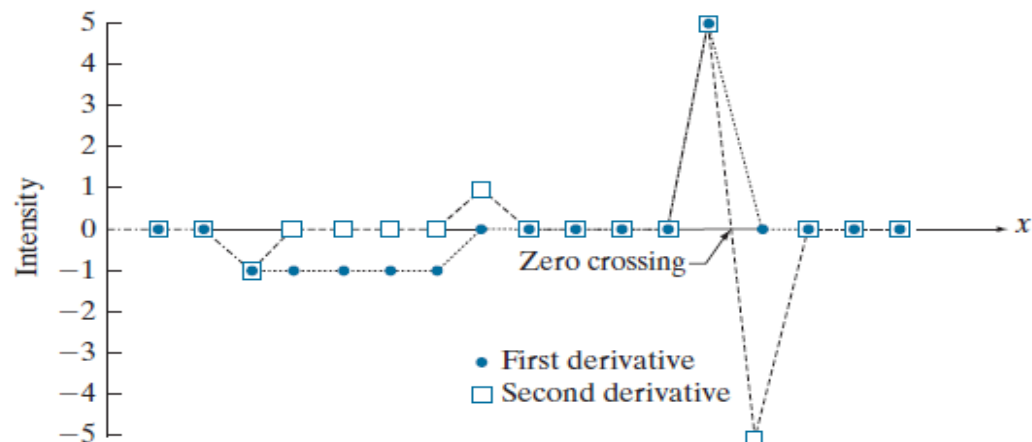 5
4
3
2
1
0
−1
−2
−3
−4
−5
Intensity
x
Zero crossing
First derivative
Second derivative